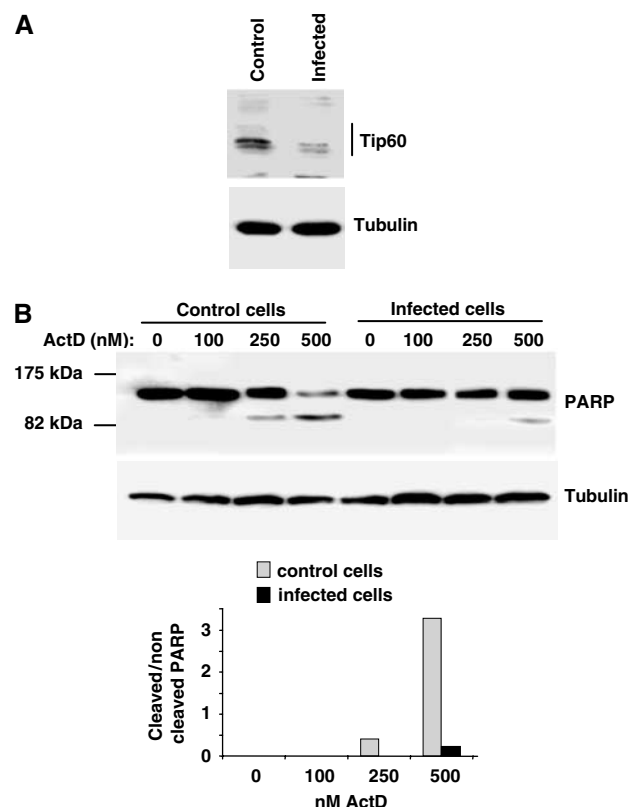 A
Control
Infected
Tip60
Tubulin
B
Control cells
Infected cells
ActD (nM): 0 100 250 500 0 100 250 500
175 kDa
PARP
82 kDa
Tubulin
control cells
infected cells
Cleaved/non
cleaved PARP
3
2
1
0
0 100 250 500
nM ActD